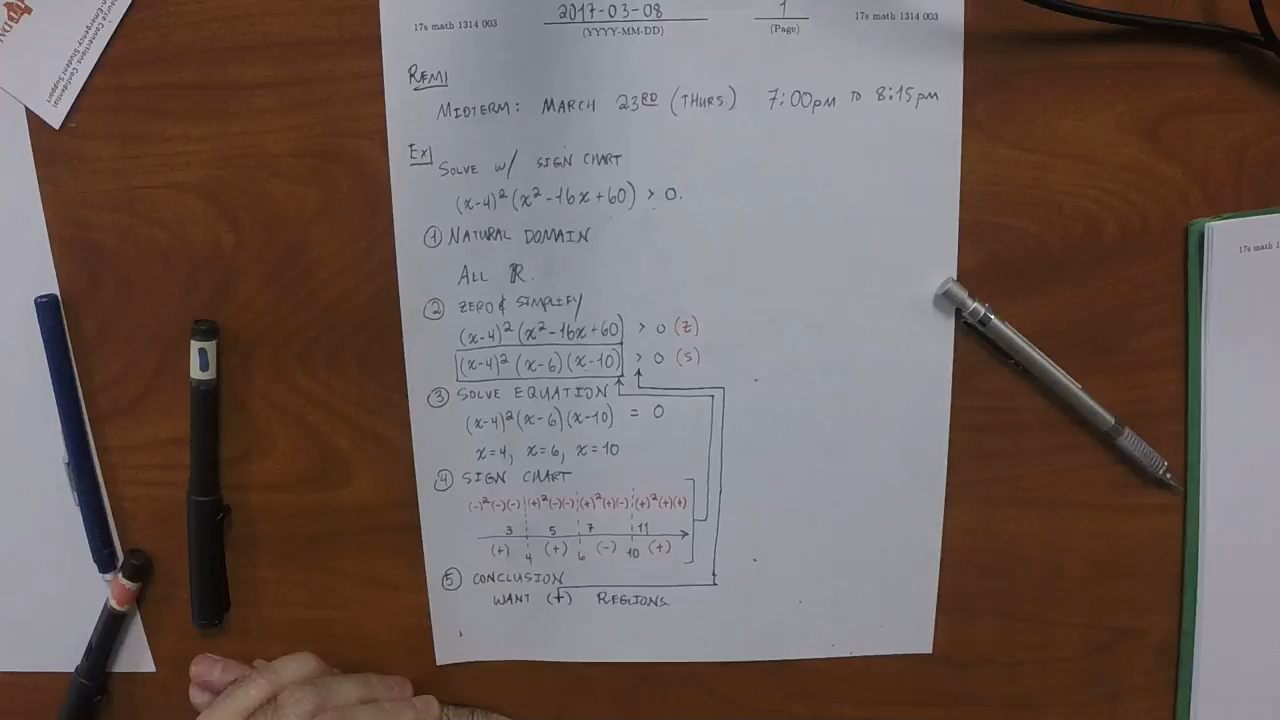 17s math 1314 003
2017-03-08
(YYYY-MM-DD)
1
(Page)
17s math 1314 003
REM
MIDTERM: MARCH 23RD (THURS.) 7:00PM TO 8:15PM
EX
SOLVE W/ SIGN CHART
(x-4)²(x²-16x+60) > 0.
① NATURAL DOMAIN
ALL ℝ.
② ZERO & SIMPLIFY
(x-4)²(x²-16x+60) > 0 (Z)
(x-4)²(x-6)(x-10) > 0 (S)
③ SOLVE EQUATION
(x-4)²(x-6)(x-10) = 0
x=4, x=6, x=10
④ SIGN CHART
(-)²(-)(-) (+)²(-)(-) (+)²(+)(-) (+)²(+)(+)
3 5 7 11
(+) 4 (+) 6 (-) 10 (+)
⑤ CONCLUSION
WANT (+) REGIONS.
17s math 1